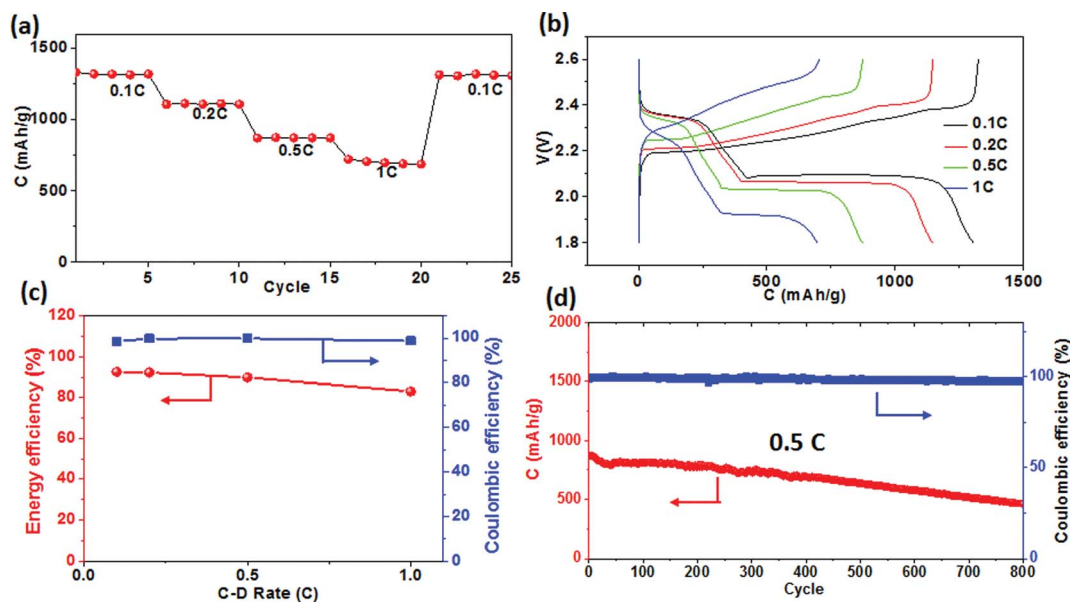 (a)
1500
1000
500
0
C (mAh/g)
0.1C
0.2C
0.5C
1C
0.1C
5 10 15 20 25
Cycle
(b)
2.6
2.4
2.2
2.0
1.8
V(V)
0.1C
0.2C
0.5C
1C
0 500 1000 1500
C (mAh/g)
(c)
120
100
80
60
40
20
0
Energy efficiency (%)
100
80
60
40
20
0
Coulombic efficiency (%)
0.0 0.5 1.0
C-D Rate (C)
(d)
2000
1500
1000
500
0
C (mAh/g)
0.5 C
100
50
0
Coulombic efficiency (%)
0 100 200 300 400 500 600 700 800
Cycle